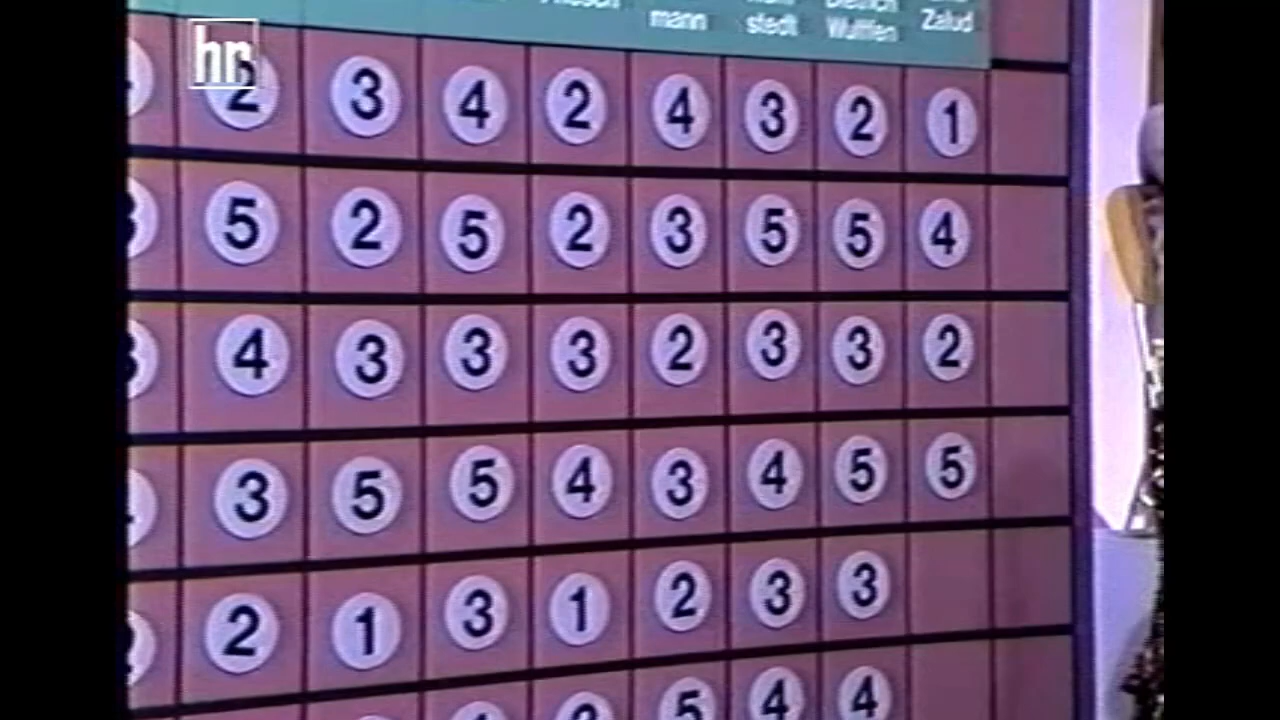 hr
mann stedt Wulffen Zalud
2 3 4 2 4 3 2 1
5 2 5 2 3 5 5 4
4 3 3 3 2 3 3 2
3 5 5 4 3 4 5 5
2 1 3 1 2 3 3
5 4 4